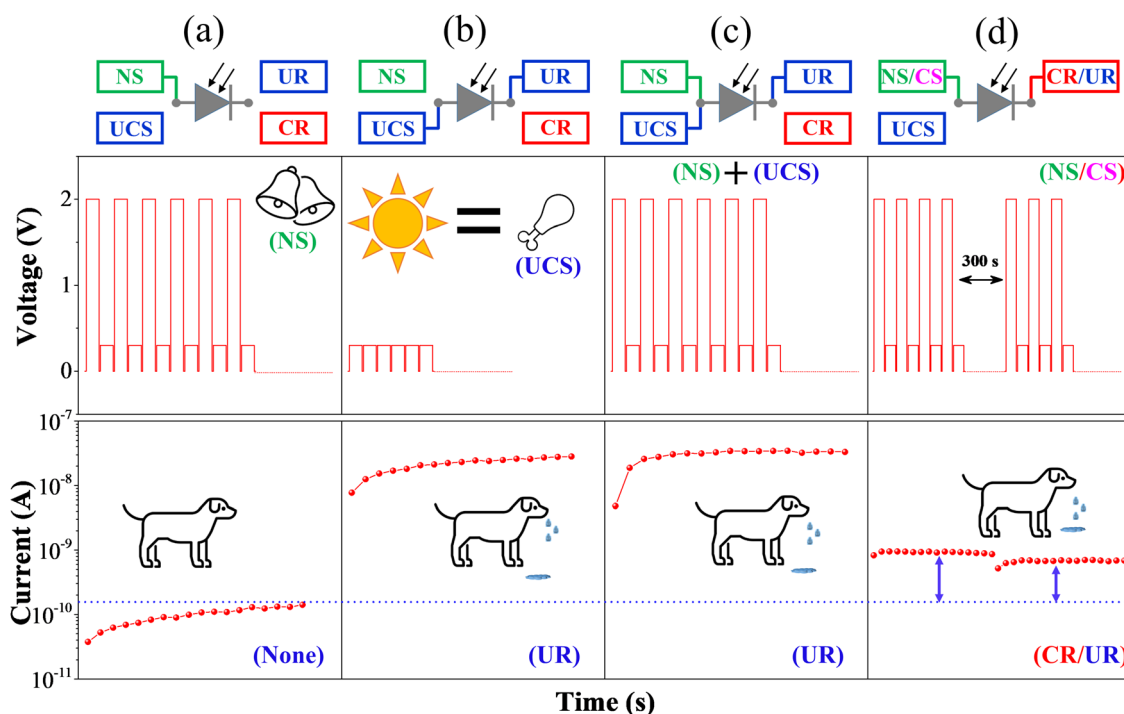 (a) (b) (c) (d)
NS UR NS UR NS UR NS/CS CR/UR
UCS CR UCS CR UCS CR UCS
Voltage (V)
2
1
0
(NS)
(UCS)
(NS) + (UCS)
(NS/CS)
300 s
Current (A)
10⁻⁷
10⁻⁸
10⁻⁹
10⁻¹⁰
10⁻¹¹
(None) (UR) (UR) (CR/UR)
Time (s)